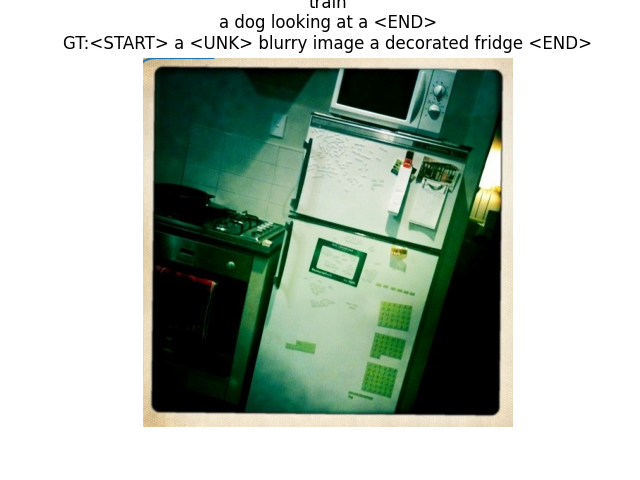 train
a dog looking at a <END>
GT:<START> a <UNK> blurry image a decorated fridge <END>